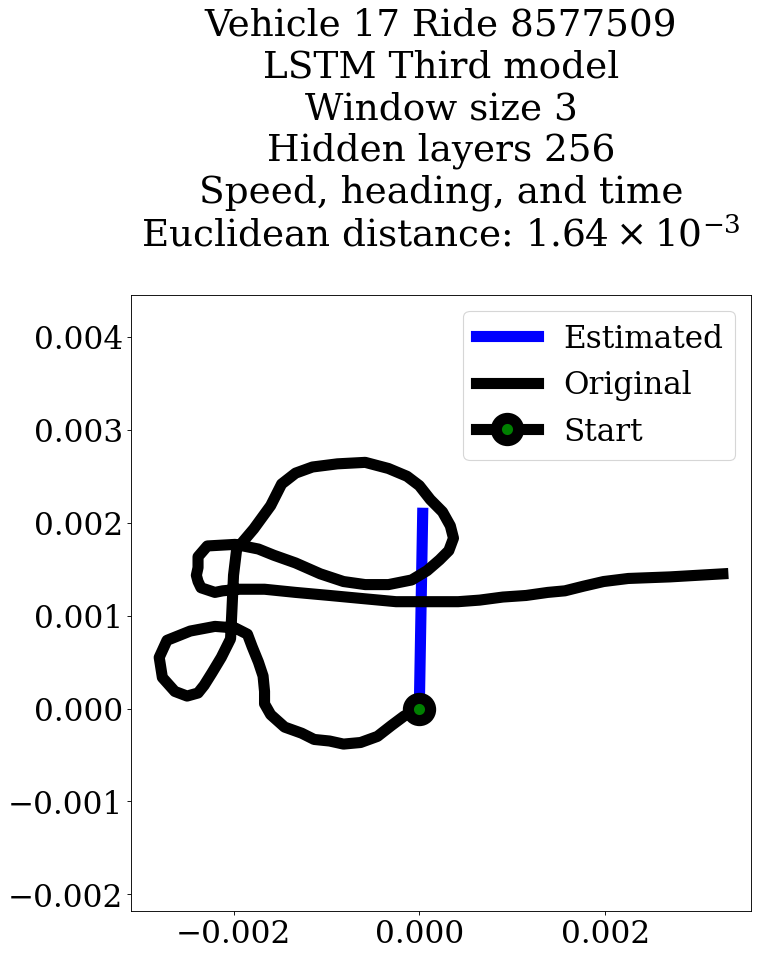 Vehicle 17 Ride 8577509
LSTM Third model
Window size 3
Hidden layers 256
Speed, heading, and time
Euclidean distance: 1.64 × 10⁻³
Estimated
Original
Start
0.004
0.003
0.002
0.001
0.000
−0.001
−0.002
−0.002 0.000 0.002